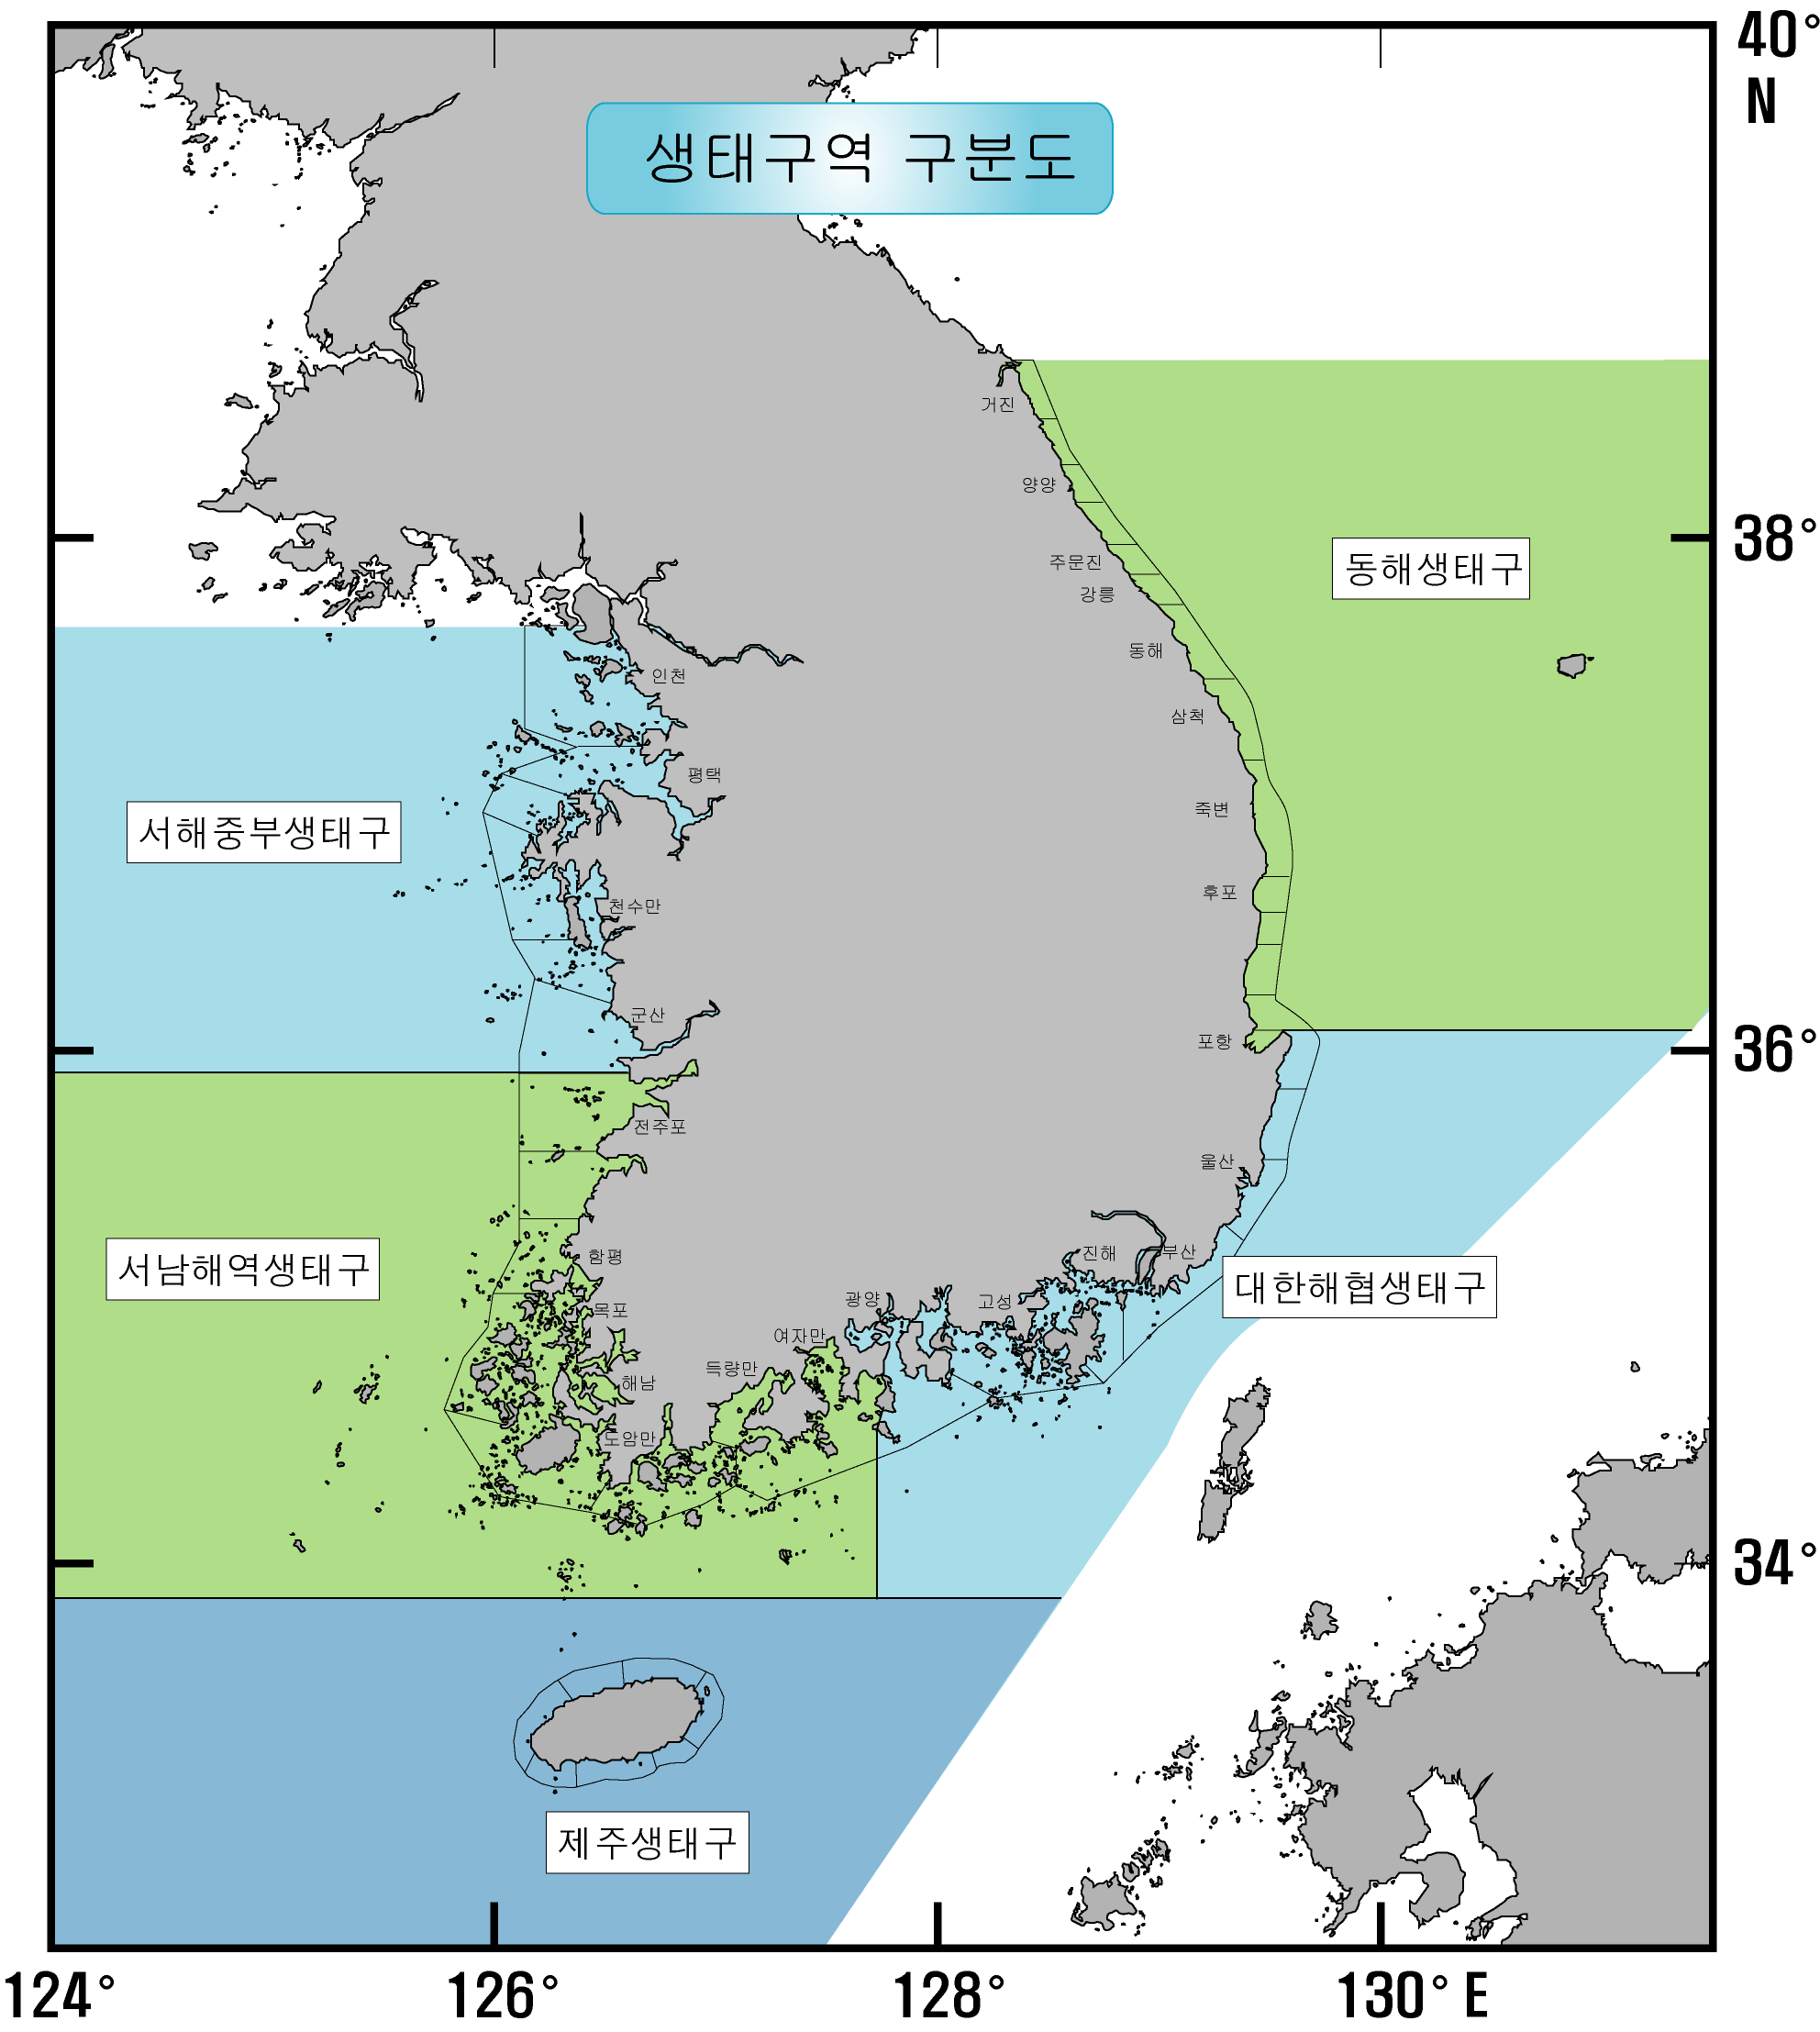 40°
N
생태구역 구분도
거진
양양
38°
주문진
동해생태구
강릉
동해
인천
삼척
평택
죽변
서해중부생태구
후포
천수만
군산
포항
36°
전주포
울산
함평
진해
부산
서남해역생태구
대한해협생태구
광양
고성
목포
여자만
득량만
해남
도암만
34°
제주생태구
124°
126°
128°
130° E